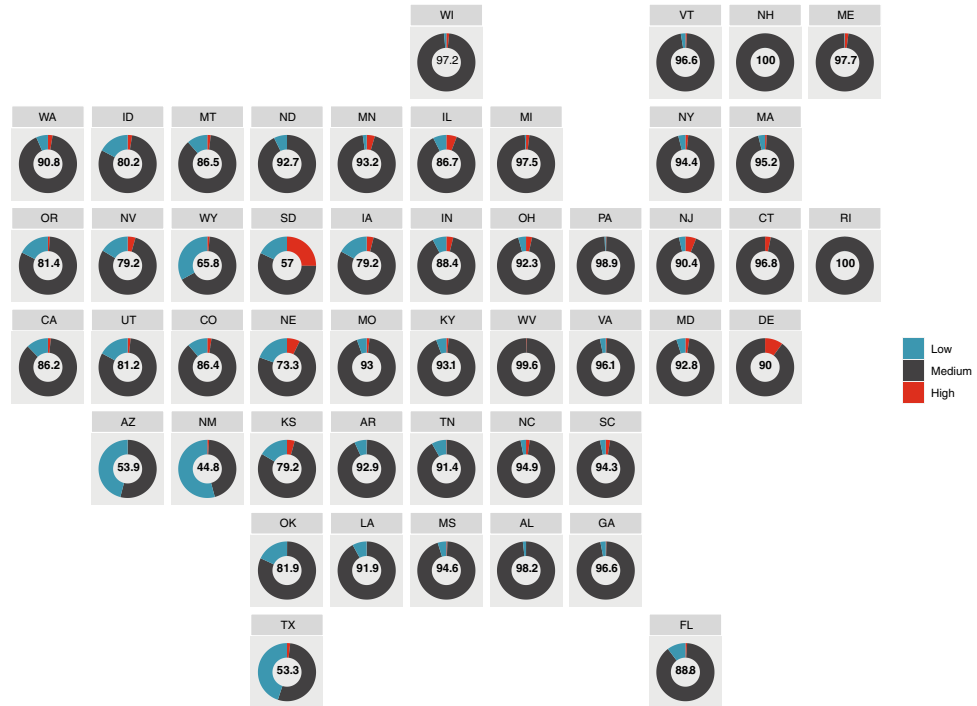 WI VT NH ME
97.2 96.6 100 97.7
WA ID MT ND MN IL MI NY MA
90.8 80.2 86.5 92.7 93.2 86.7 97.5 94.4 95.2
OR NV WY SD IA IN OH PA NJ CT RI
81.4 79.2 65.8 57 79.2 88.4 92.3 98.9 90.4 96.8 100
CA UT CO NE MO KY WV VA MD DE
86.2 81.2 86.4 73.3 93 93.1 99.6 96.1 92.8 90
Low
Medium
High
AZ NM KS AR TN NC SC
53.9 44.8 79.2 92.9 91.4 94.9 94.3
OK LA MS AL GA
81.9 91.9 94.6 98.2 96.6
TX FL
53.3 88.8